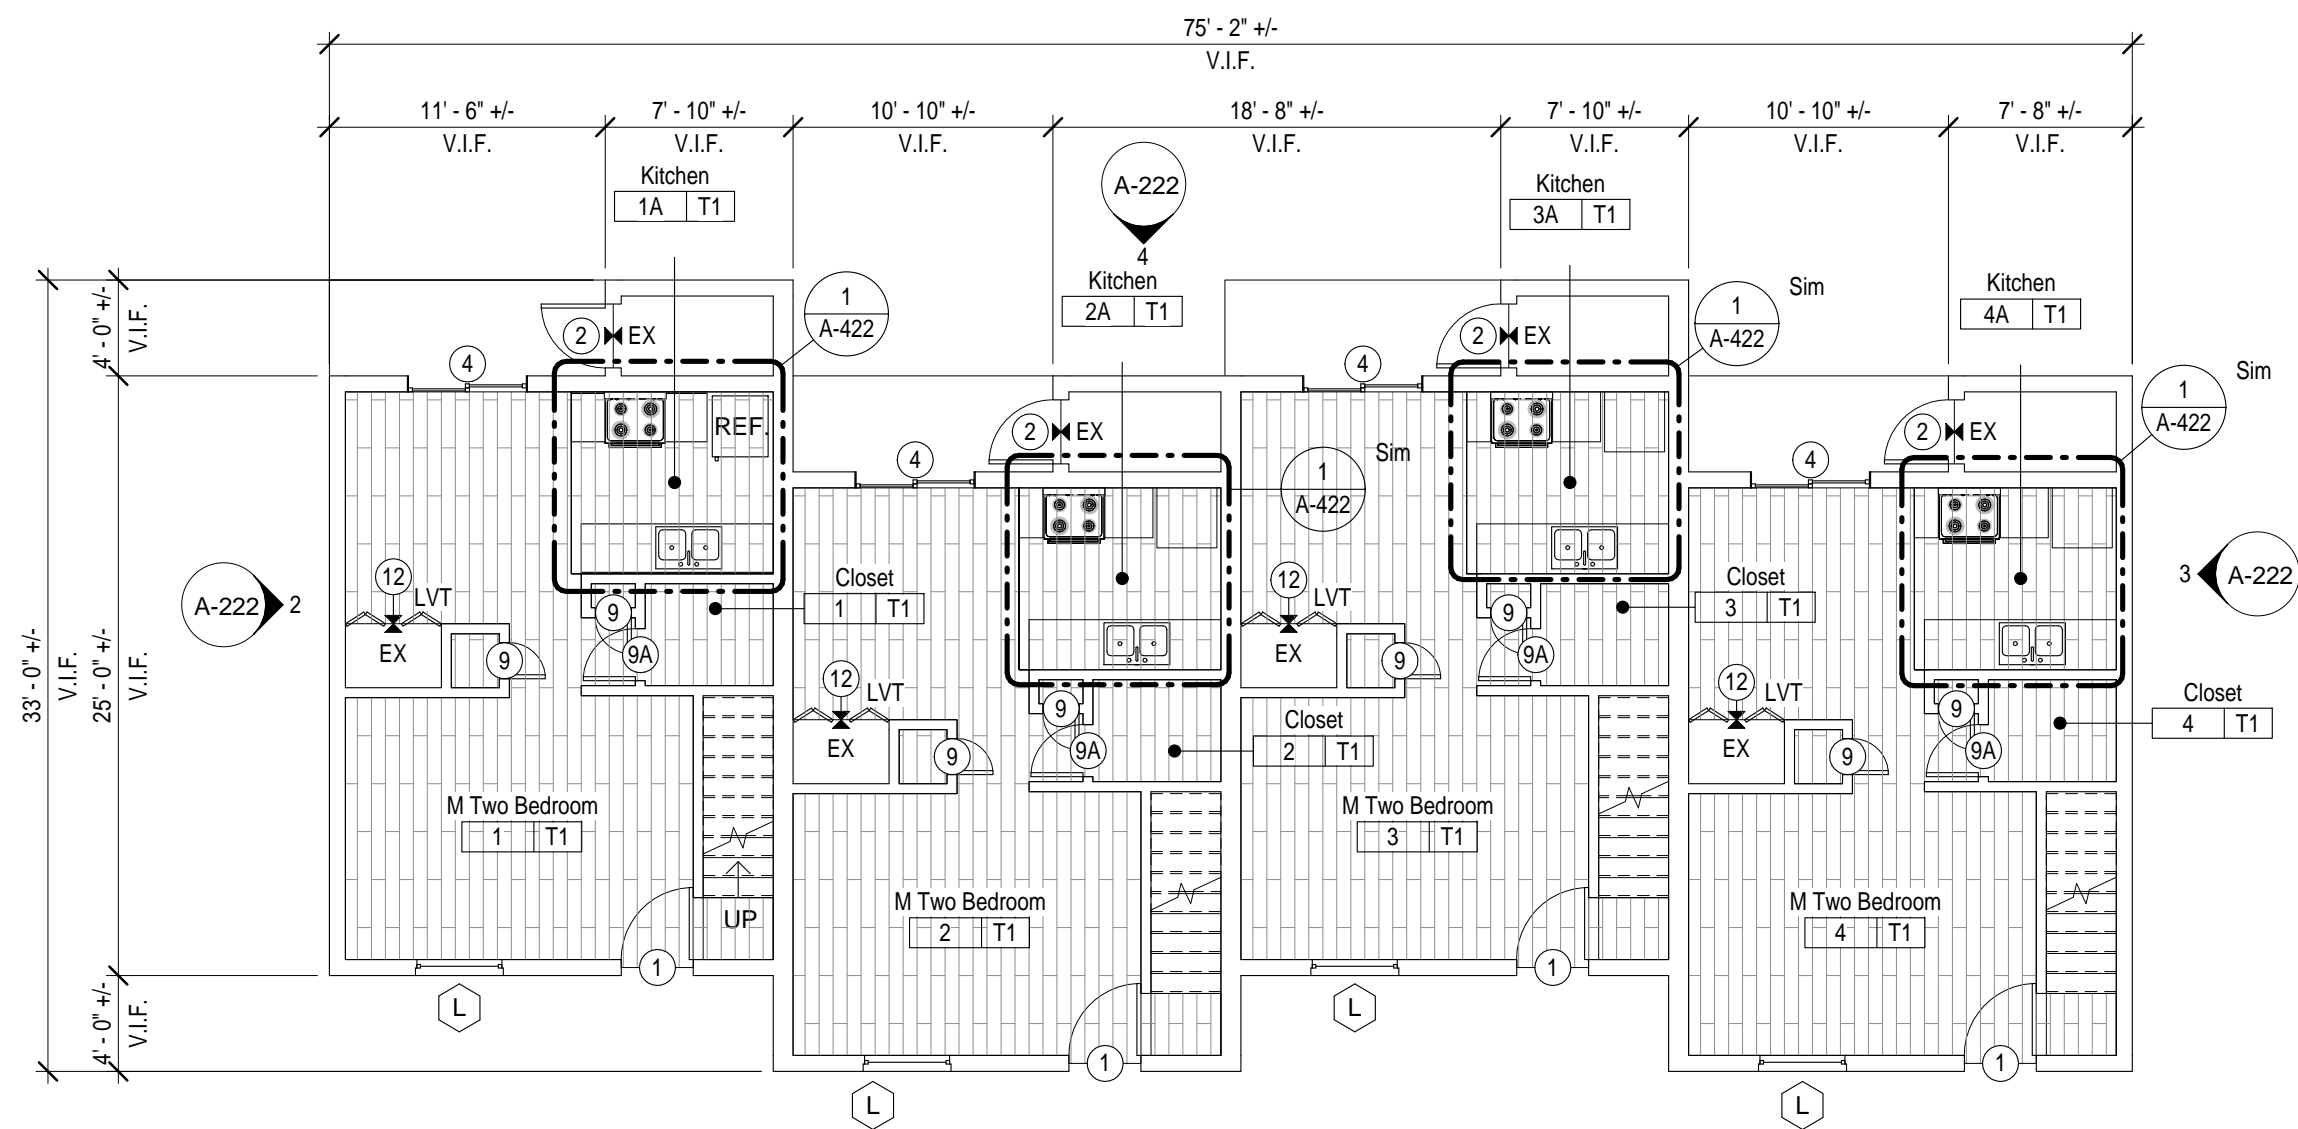 75' - 2" +/-
V.I.F.
11' - 6" +/-
V.I.F.
7' - 10" +/-
V.I.F.
10' - 10" +/-
V.I.F.
18' - 8" +/-
V.I.F.
7' - 10" +/-
V.I.F.
10' - 10" +/-
V.I.F.
7' - 8" +/-
V.I.F.
Kitchen
1A T1
A-222
4
Kitchen
2A T1
Kitchen
3A T1
Kitchen
4A T1
33' - 0" +/-
V.I.F.
4' - 0" +/-
V.I.F.
25' - 0" +/-
V.I.F.
4' - 0" +/-
V.I.F.
1
A-422
1
A-422
Sim
1
A-422
Sim
1
A-422
Sim
A-222
2
3
A-222
2
EX
4
REF.
12
LVT
EX
9
9
9A
Closet
1 T1
M Two Bedroom
1 T1
UP
1
L
2
EX
4
12
LVT
EX
9
9
9A
Closet
2 T1
M Two Bedroom
2 T1
1
L
2
EX
4
12
LVT
EX
9
9
9A
Closet
3 T1
M Two Bedroom
3 T1
1
L
2
EX
4
12
LVT
EX
9
9
9A
Closet
4 T1
M Two Bedroom
4 T1
1
L